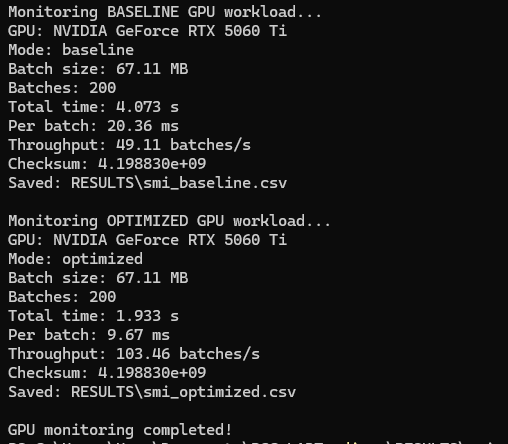 Monitoring BASELINE GPU workload...
GPU: NVIDIA GeForce RTX 5060 Ti
Mode: baseline
Batch size: 67.11 MB
Batches: 200
Total time: 4.073 s
Per batch: 20.36 ms
Throughput: 49.11 batches/s
Checksum: 4.198830e+09
Saved: RESULTS\smi_baseline.csv

Monitoring OPTIMIZED GPU workload...
GPU: NVIDIA GeForce RTX 5060 Ti
Mode: optimized
Batch size: 67.11 MB
Batches: 200
Total time: 1.933 s
Per batch: 9.67 ms
Throughput: 103.46 batches/s
Checksum: 4.198830e+09
Saved: RESULTS\smi_optimized.csv

GPU monitoring completed!